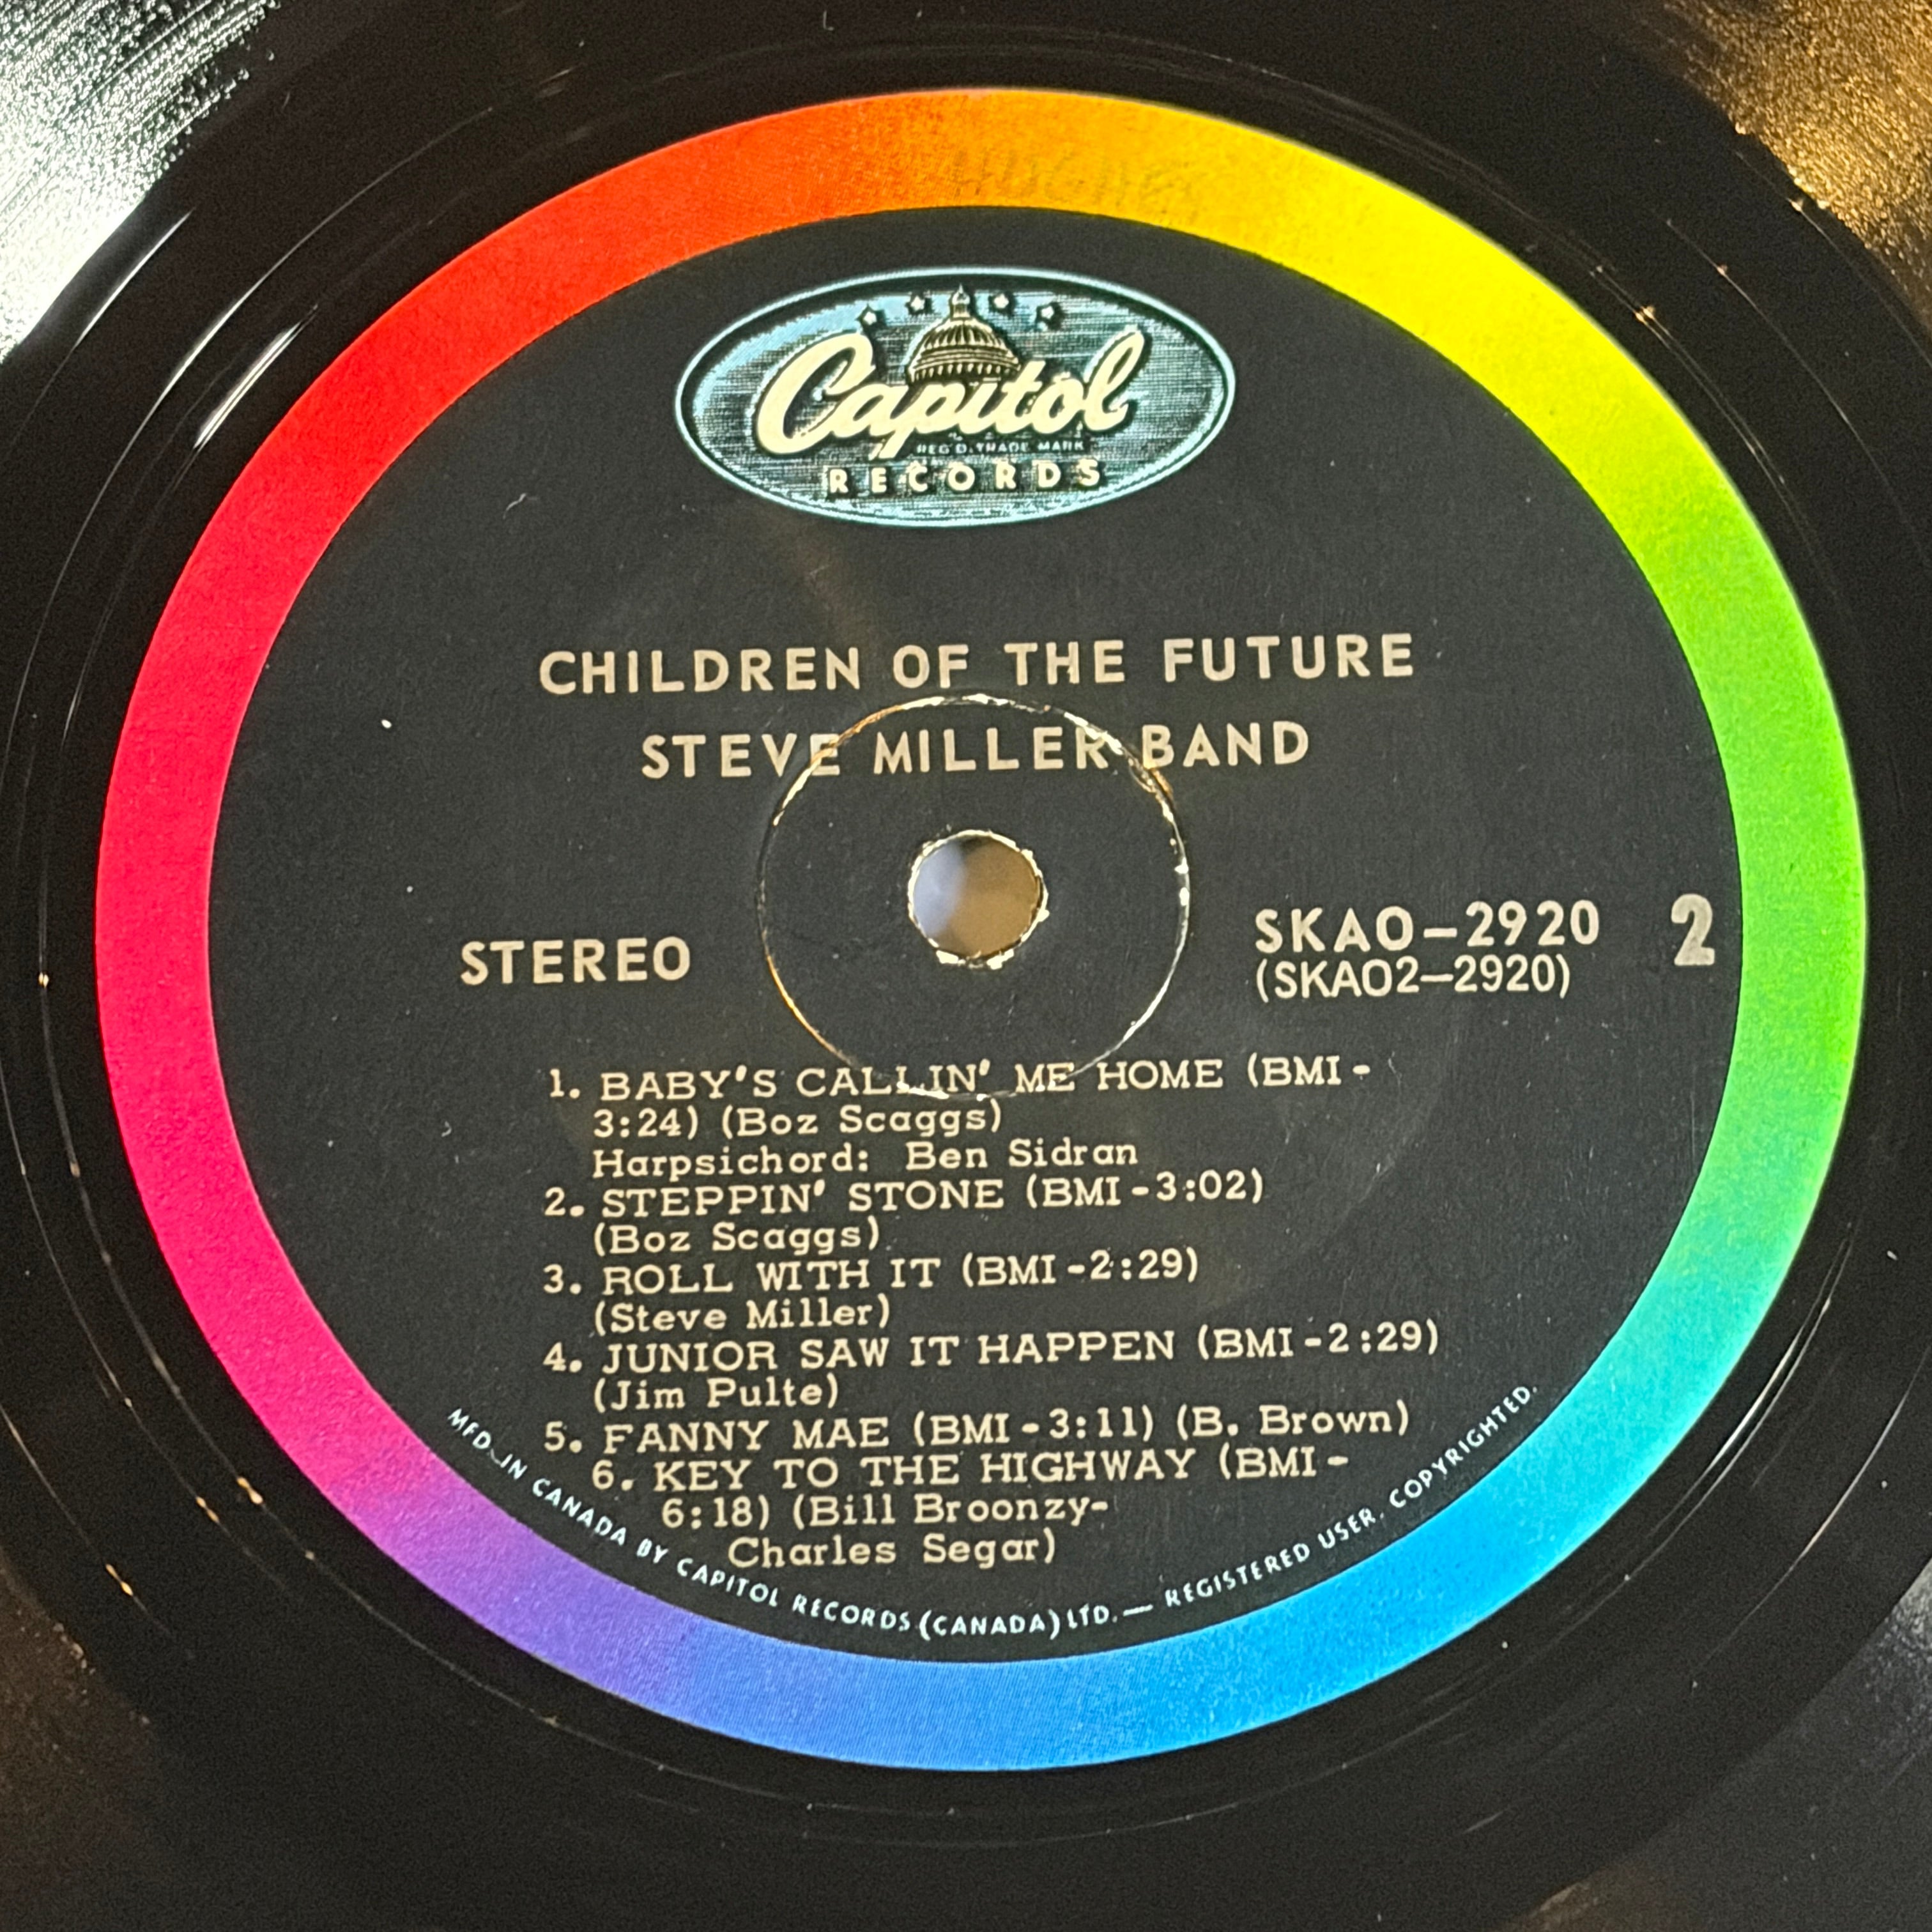 HUGHES
Capitol
REG'D. TRADE MARK
RECORDS
CHILDREN OF THE FUTURE
STEVE MILLER BAND
STEREO
SKAO-2920
(SKAO2-2920)
2
1. BABY'S CALLIN' ME HOME (BMI-
3:24) (Boz Scaggs)
Harpsichord: Ben Sidran
2. STEPPIN' STONE (BMI-3:02)
(Boz Scaggs)
3. ROLL WITH IT (BMI-2:29)
(Steve Miller)
4. JUNIOR SAW IT HAPPEN (BMI-2:29)
(Jim Pulte)
5. FANNY MAE (BMI-3:11) (B. Brown)
6. KEY TO THE HIGHWAY (BMI-
6:18) (Bill Broonzy-
Charles Segar)
MFD. IN CANADA BY CAPITOL RECORDS (CANADA) LTD. — REGISTERED USER. COPYRIGHTED.